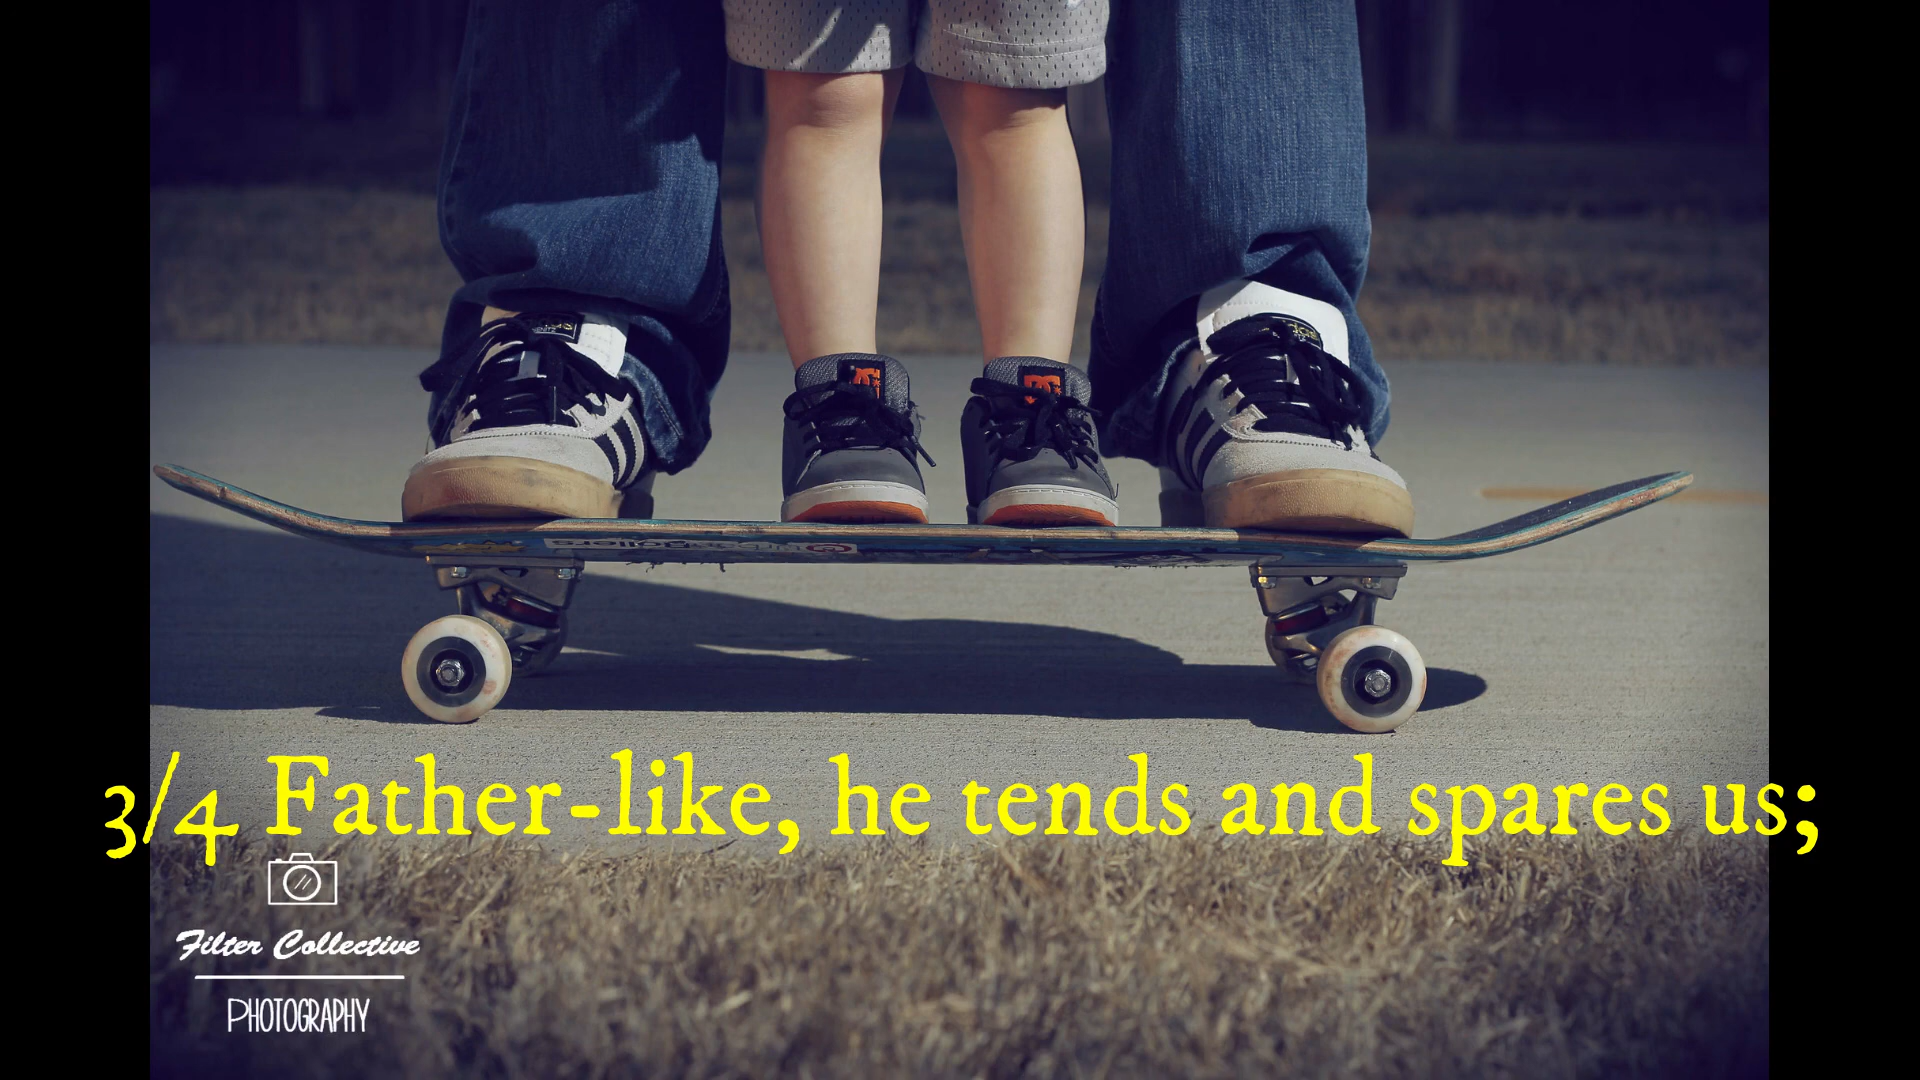 3/4 Father-like, he tends and spares us;
Filter Collective
PHOTOGRAPHY